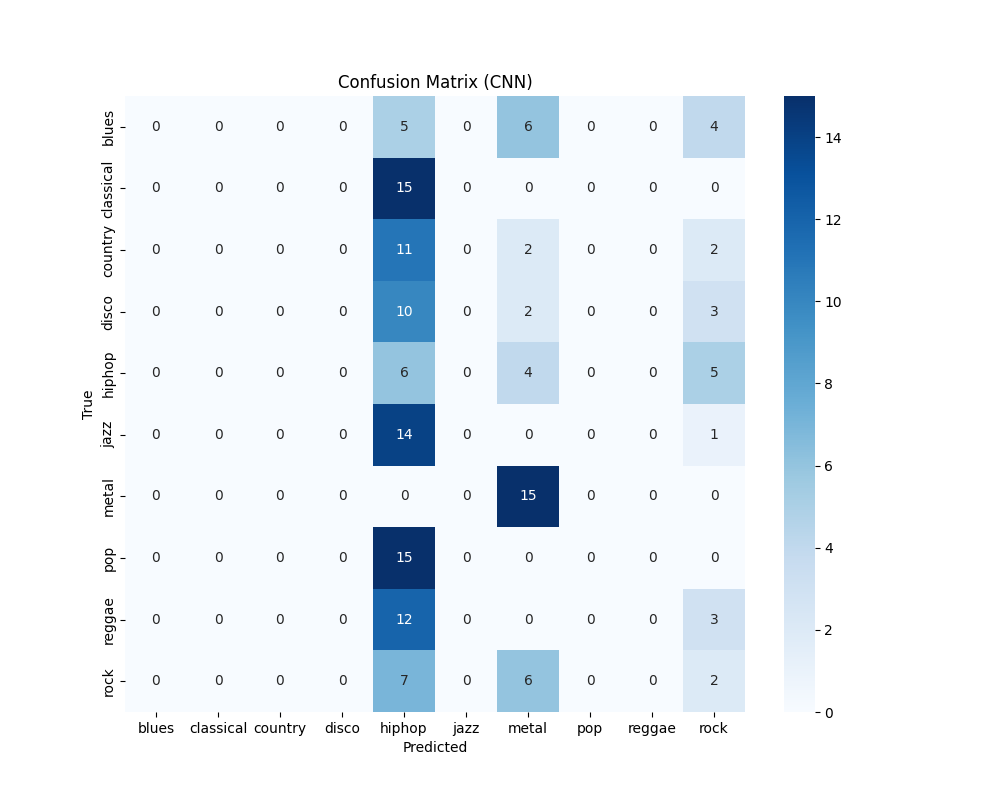 Confusion Matrix (CNN)
True
blues 0 0 0 0 5 0 6 0 0 4
classical 0 0 0 0 15 0 0 0 0 0
country 0 0 0 0 11 0 2 0 0 2
disco 0 0 0 0 10 0 2 0 0 3
hiphop 0 0 0 0 6 0 4 0 0 5
jazz 0 0 0 0 14 0 0 0 0 1
metal 0 0 0 0 0 0 15 0 0 0
pop 0 0 0 0 15 0 0 0 0 0
reggae 0 0 0 0 12 0 0 0 0 3
rock 0 0 0 0 7 0 6 0 0 2
blues classical country disco hiphop jazz metal pop reggae rock
Predicted
14
12
10
8
6
4
2
0